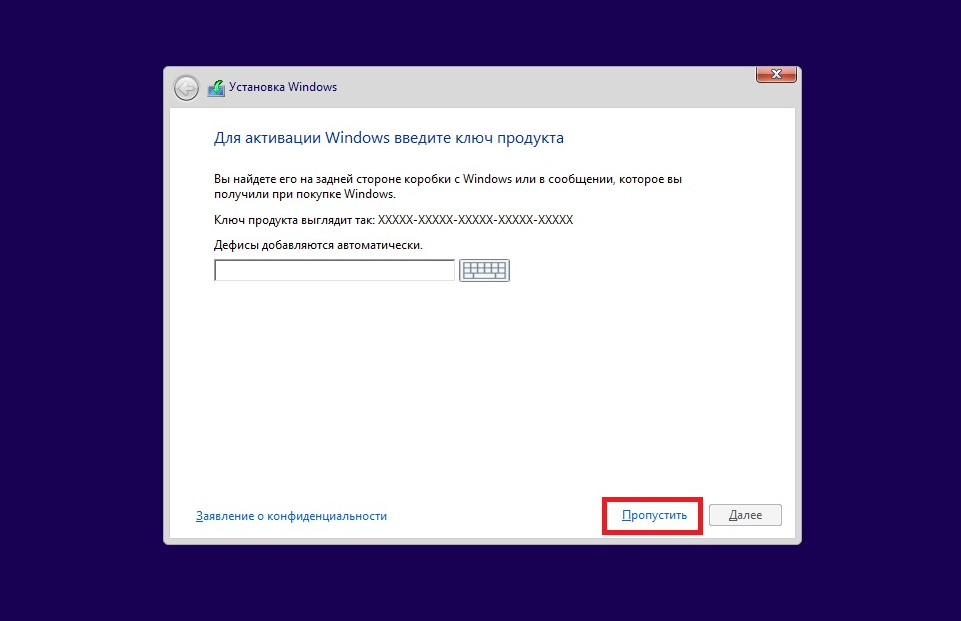 Установка Windows
Для активации Windows введите ключ продукта
Вы найдете его на задней стороне коробки с Windows или в сообщении, которое вы
получили при покупке Windows.
Ключ продукта выглядит так: XXXXX-XXXXX-XXXXX-XXXXX-XXXXX
Дефисы добавляются автоматически.
Заявление о конфиденциальности
Пропустить
Далее